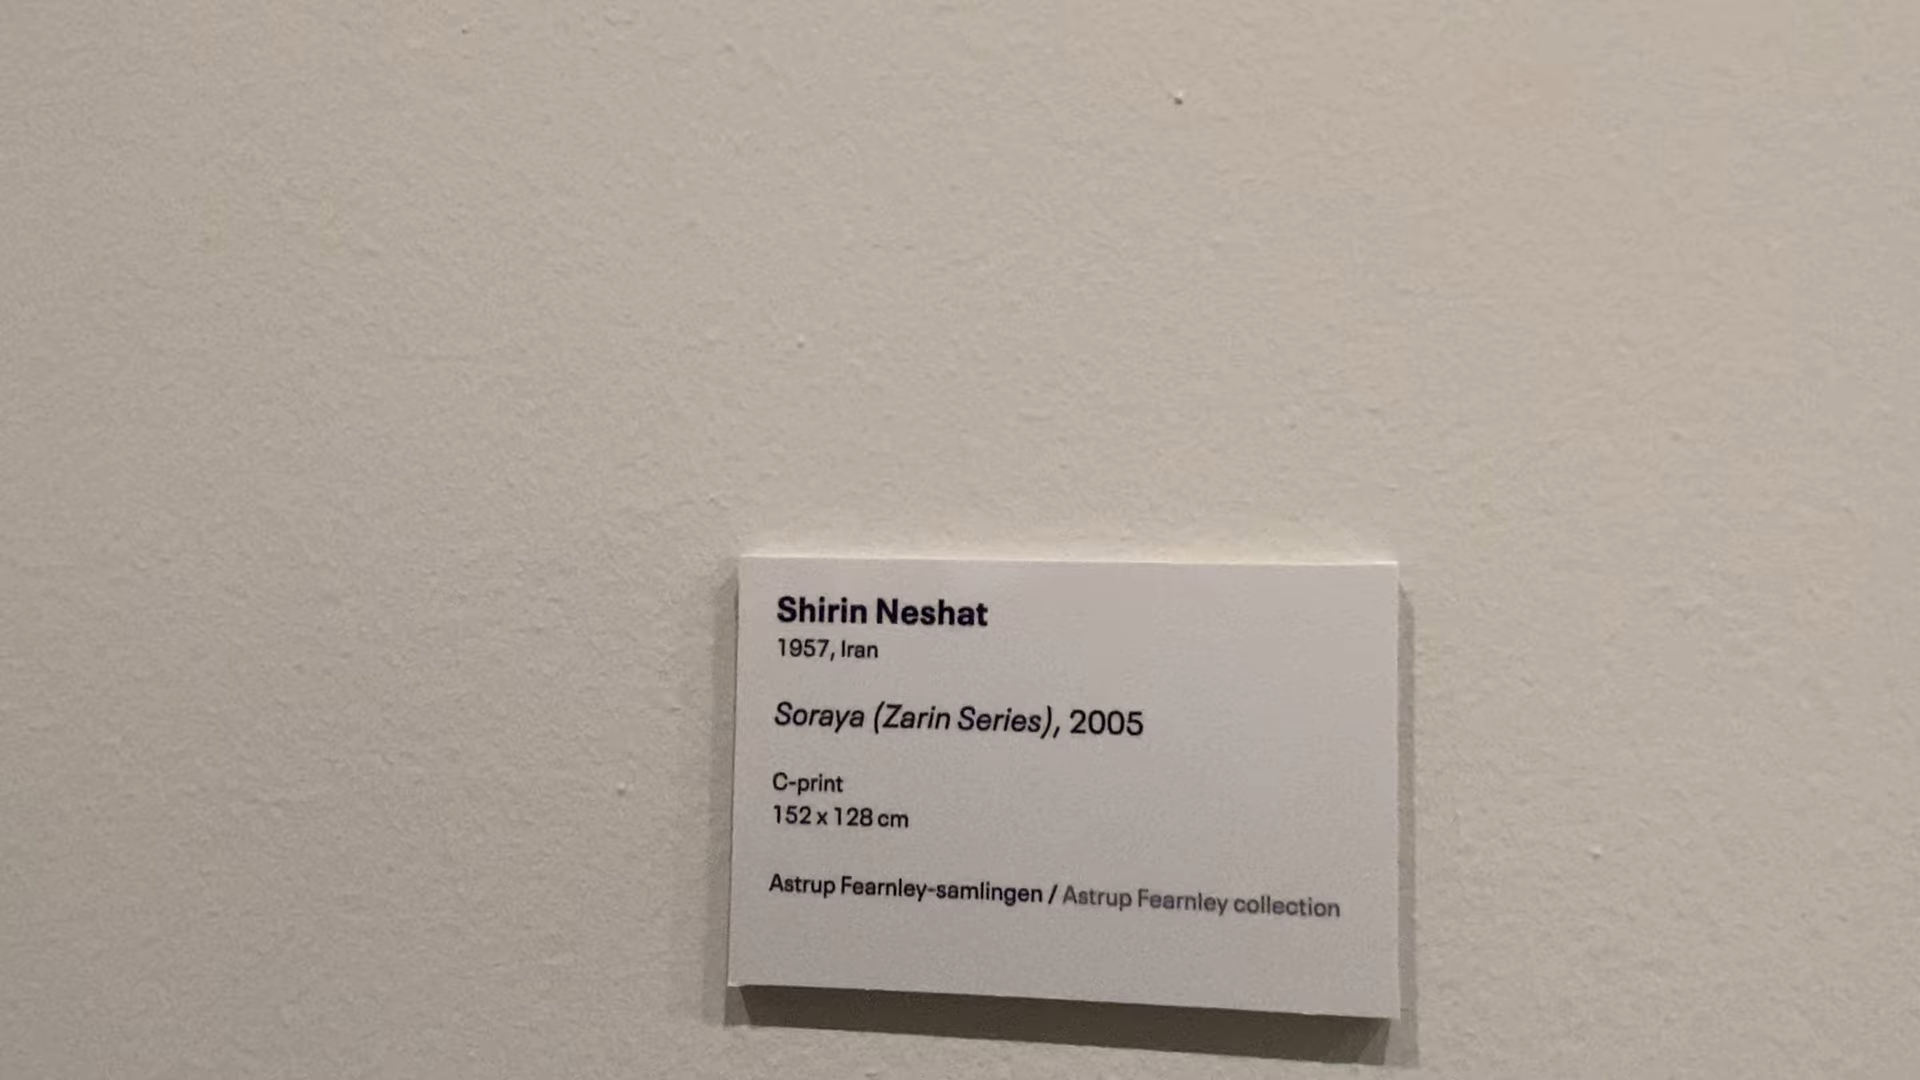 Shirin Neshat
1957, Iran
Soraya (Zarin Series), 2005
C-print
152 x 128 cm
Astrup Fearnley-samlingen / Astrup Fearnley collection